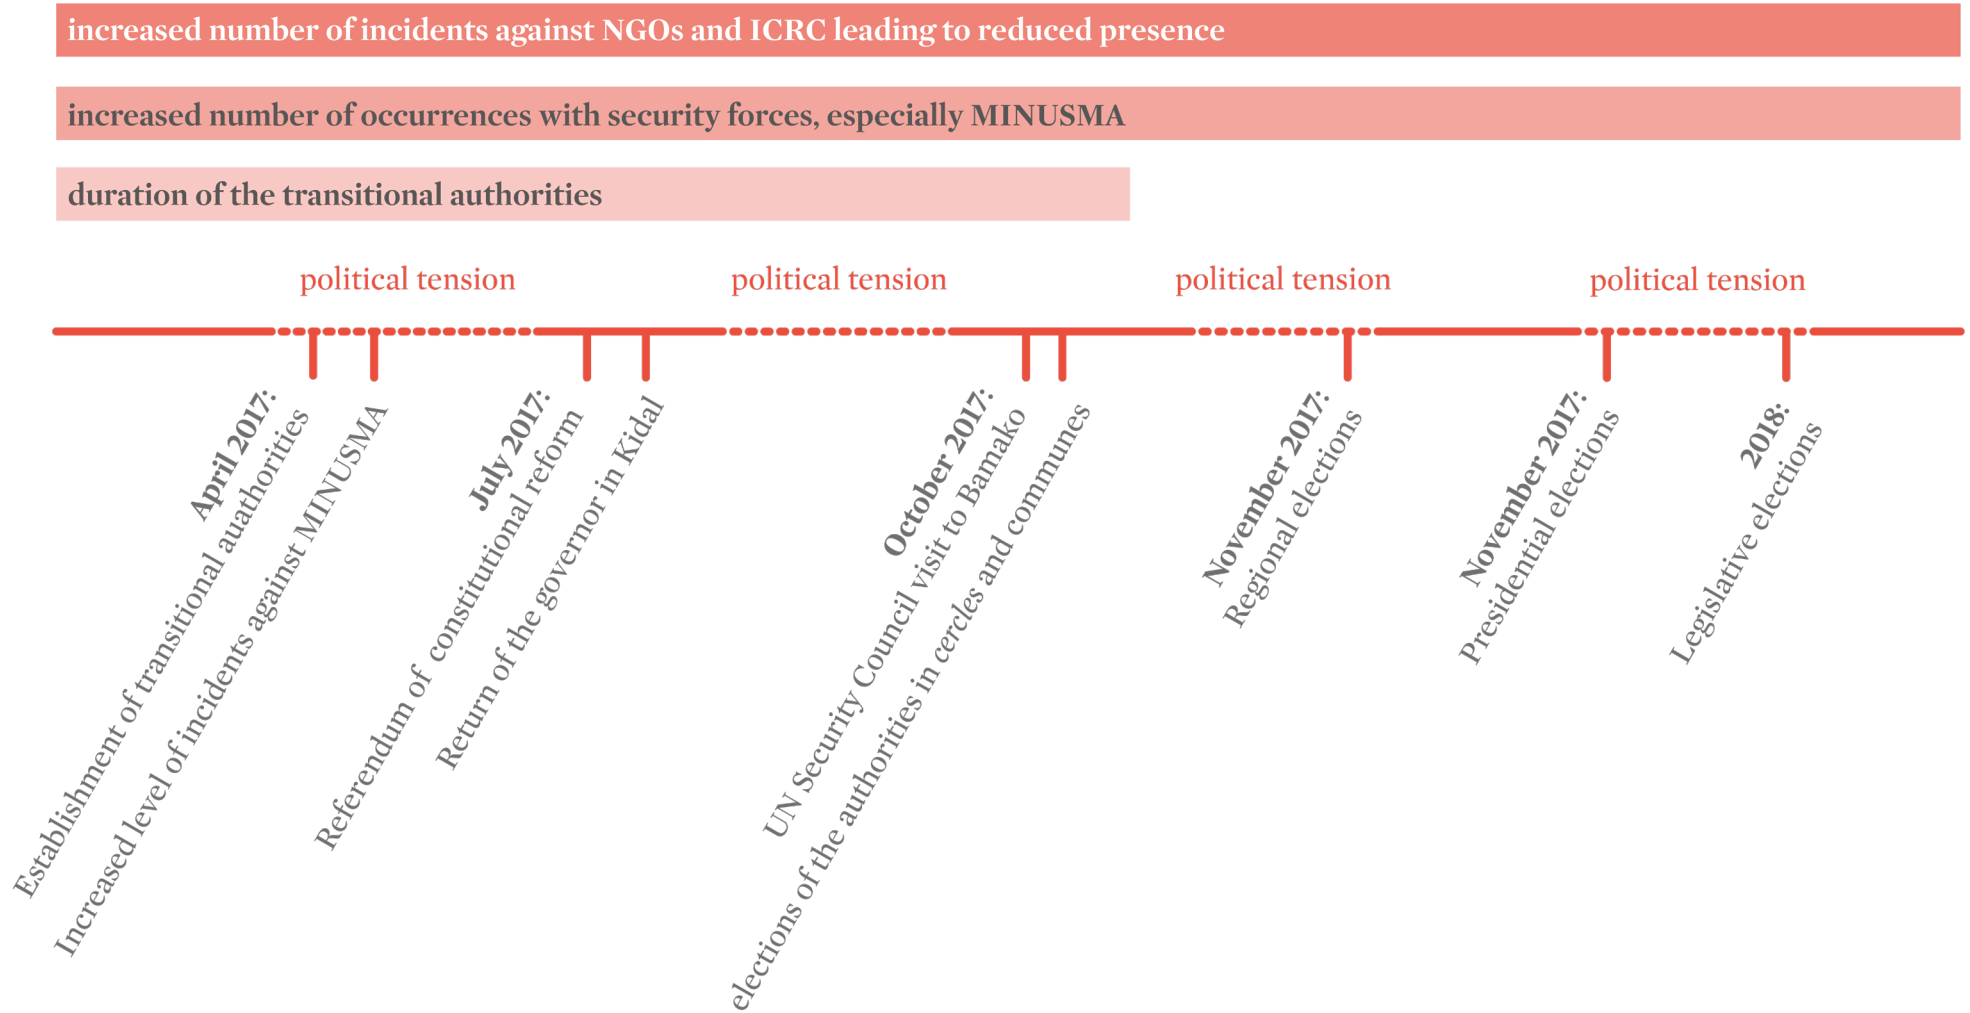 increased number of incidents against NGOs and ICRC leading to reduced presence
increased number of occurrences with security forces, especially MINUSMA
duration of the transitional authorities
political tension
political tension
political tension
political tension
April 2017:
Establishment of transitional auathorities
Increased level of incidents against MINUSMA
July 2017:
Referendum of constitutional reform
Return of the governor in Kidal
October 2017:
UN Security Council visit to Bamako
elections of the authorities in cercles and communes
November 2017:
Regional elections
November 2017:
Presidential elections
2018:
Legislative elections